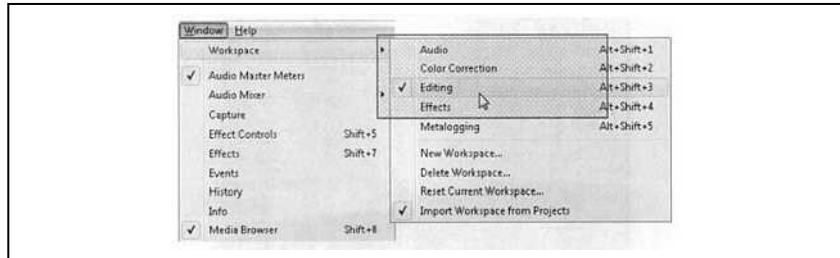 Window Help
Workspace
Audio Master Meters
Audio Mixer
Capture
Effect Controls Shift+5
Effects Shift+7
Events
History
Info
Media Browser Shift+8
Audio Alt+Shift+1
Color Correction Alt+Shift+2
Editing Alt+Shift+3
Effects Alt+Shift+4
Metalogging Alt+Shift+5
New Workspace...
Delete Workspace...
Reset Current Workspace...
Import Workspace from Projects